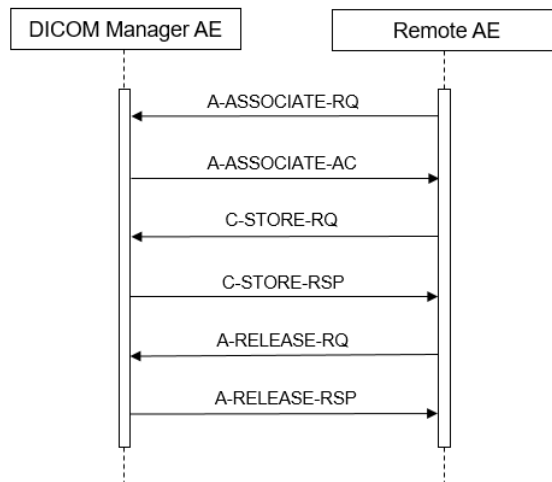 DICOM Manager AE
Remote AE
A-ASSOCIATE-RQ
A-ASSOCIATE-AC
C-STORE-RQ
C-STORE-RSP
A-RELEASE-RQ
A-RELEASE-RSP